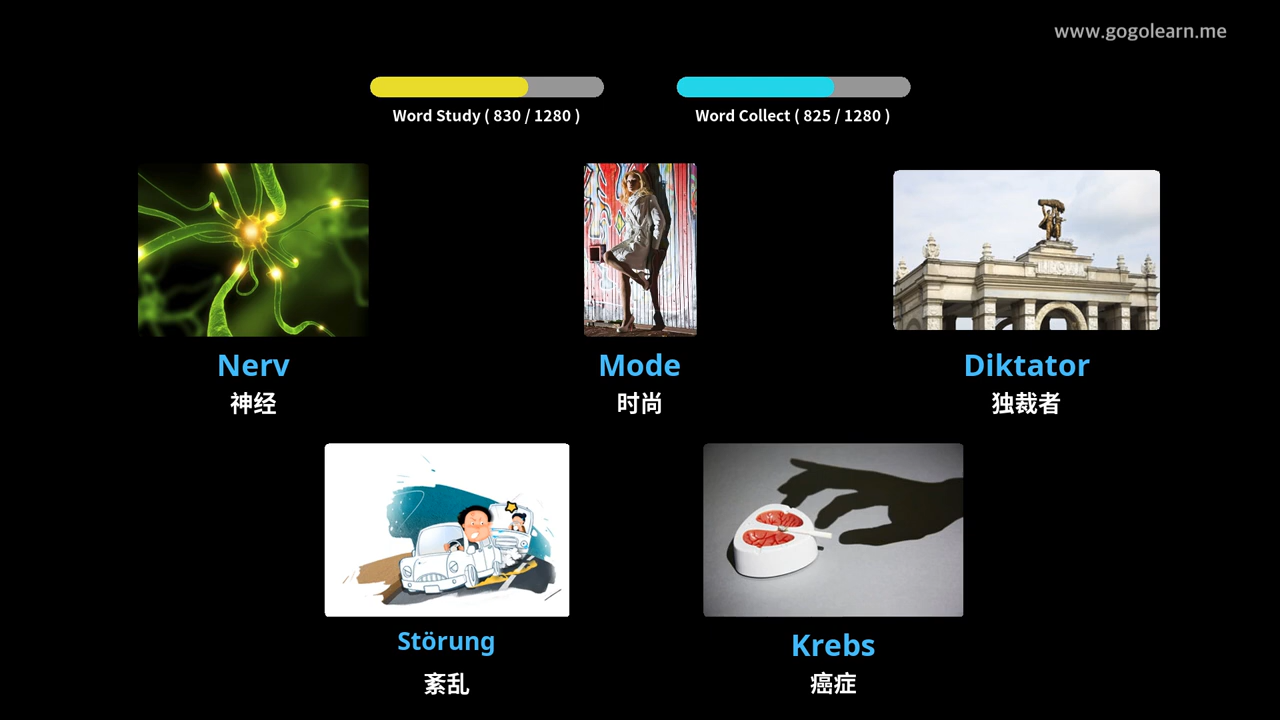 www.gogolearn.me
Word Study ( 830 / 1280 )
Word Collect ( 825 / 1280 )
Nerv
神经
Mode
时尚
Diktator
独裁者
Störung
紊乱
Krebs
癌症